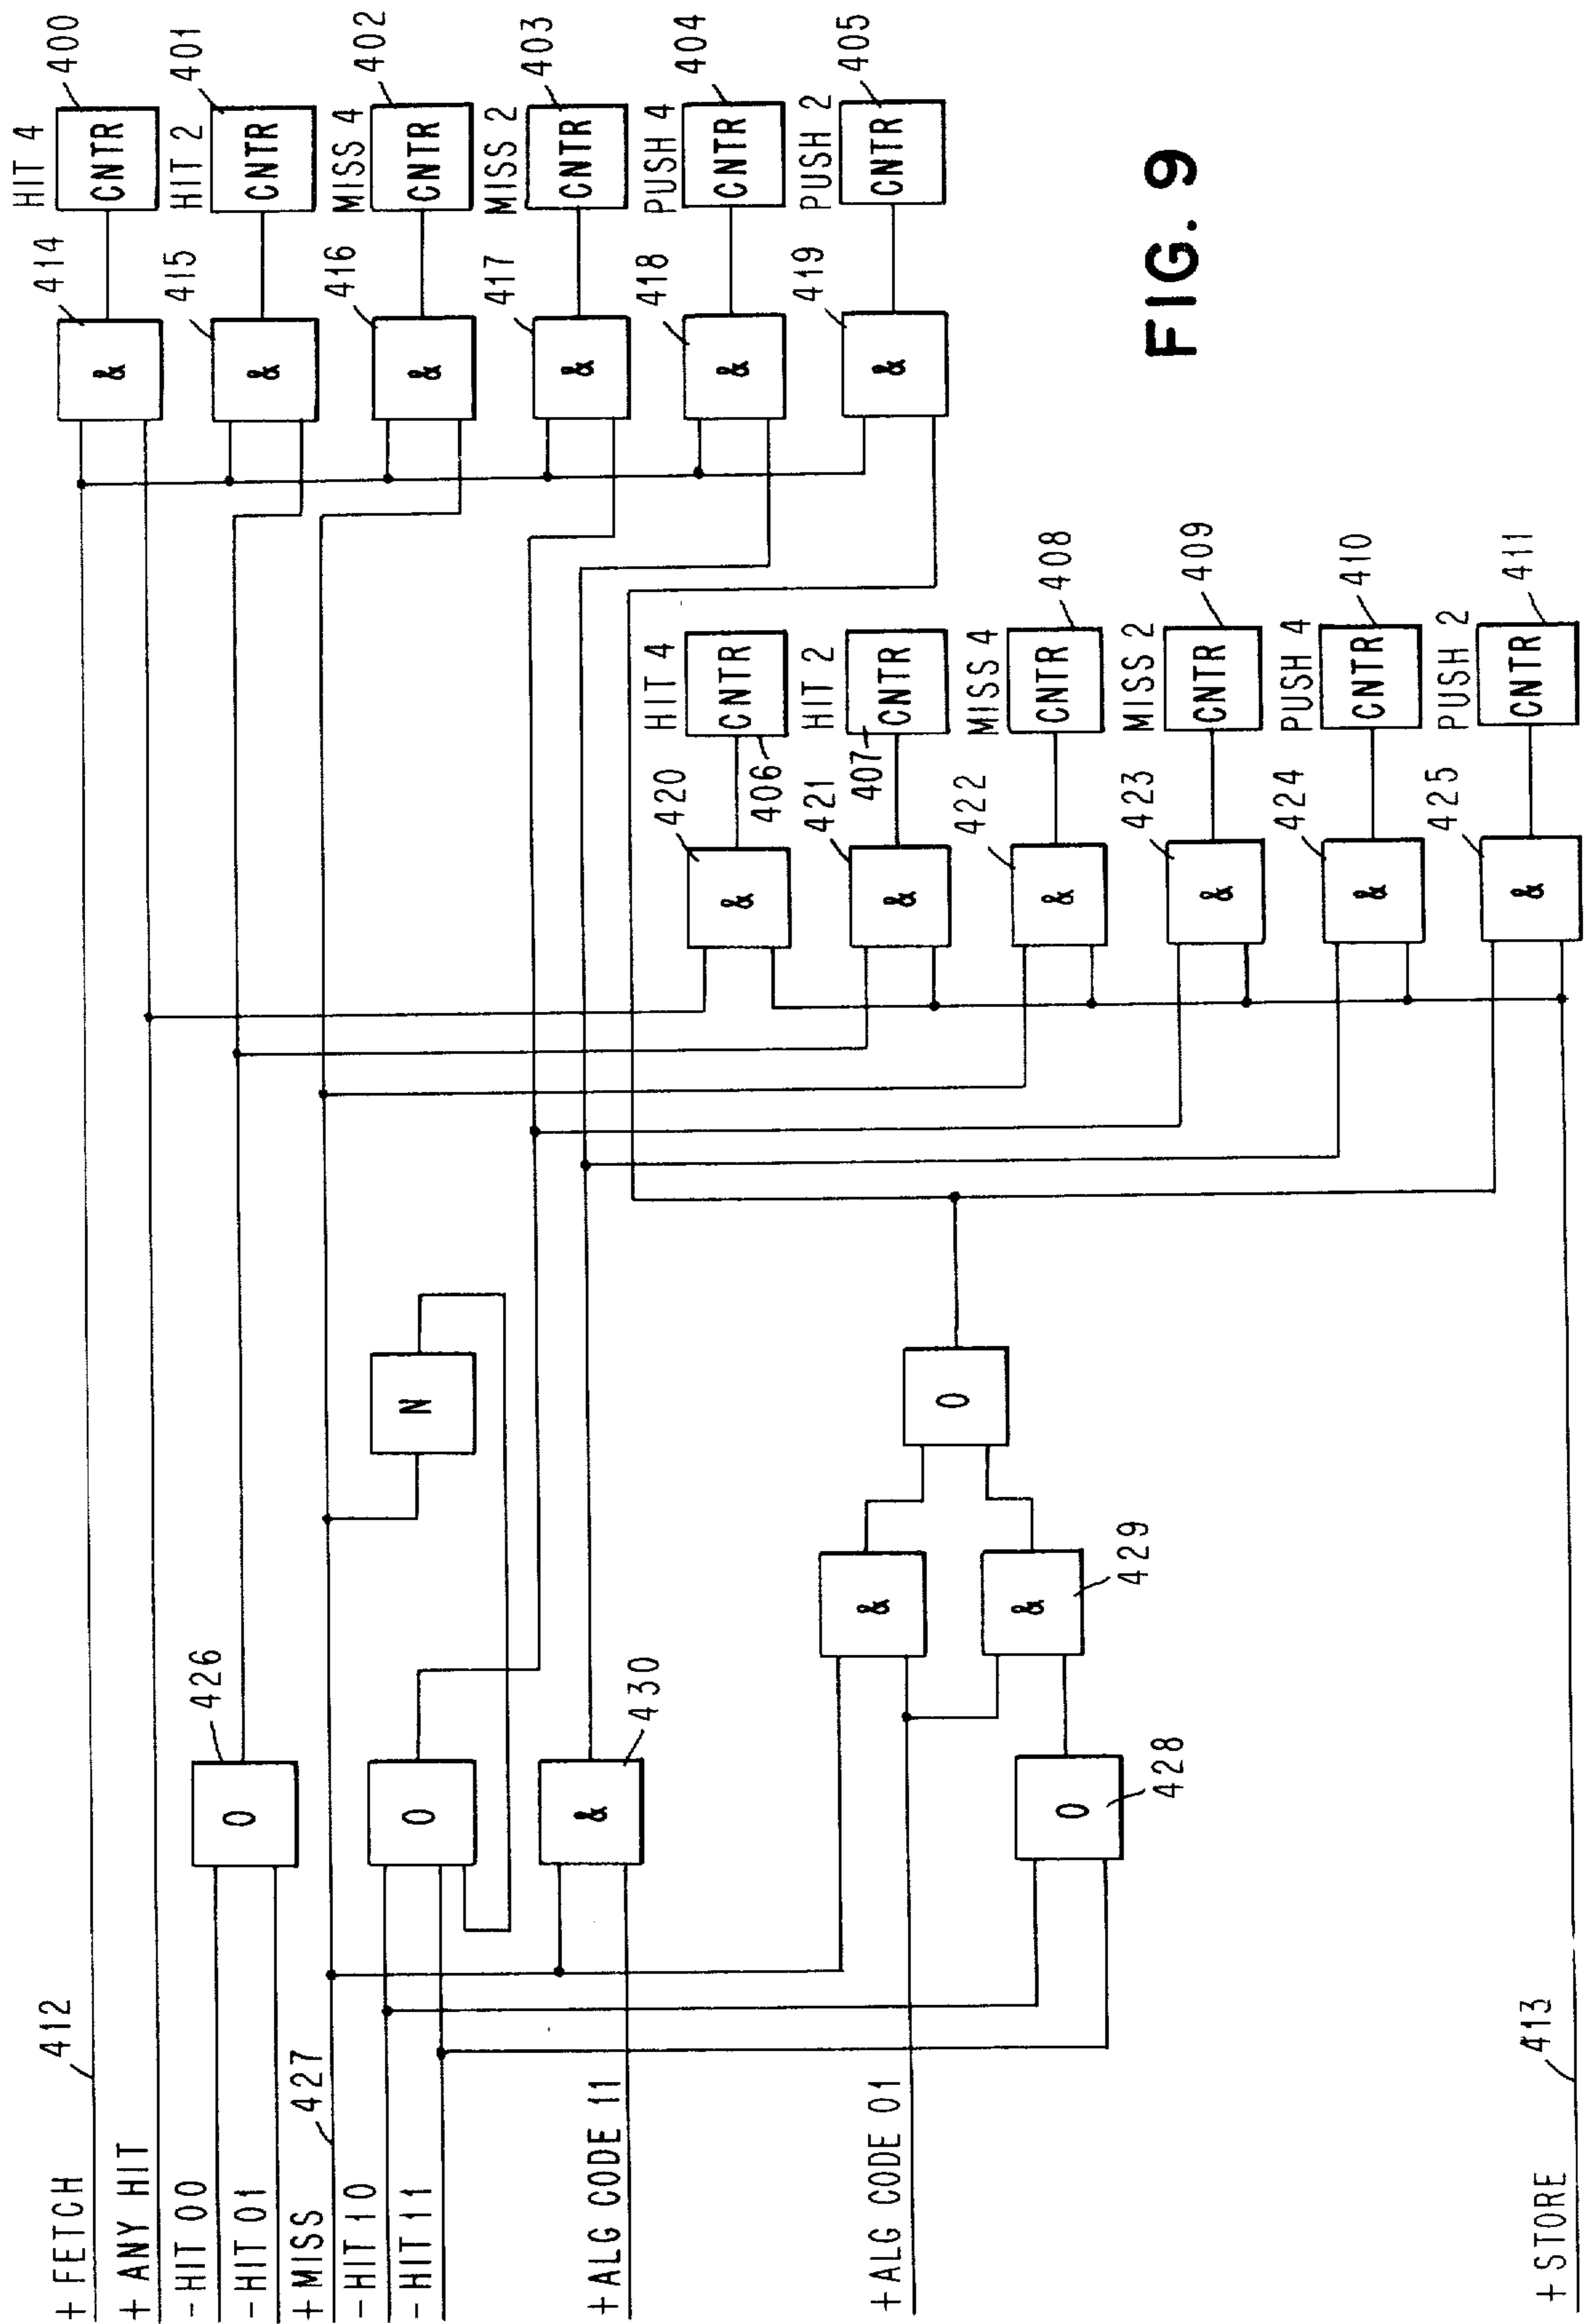 + FETCH
412
+ ANY HIT
- HIT 00
- HIT 01
+ MISS
427
- HIT 10
- HIT 11
+ ALG CODE 11
+ ALG CODE 01
+ STORE
413
O
426
O
N
&
430
&
&
429
O
428
O
&
414
HIT 4
CNTR
400
&
415
HIT 2
CNTR
401
&
416
MISS 4
CNTR
402
&
417
MISS 2
CNTR
403
&
418
PUSH 4
CNTR
404
&
419
PUSH 2
CNTR
405
&
420
HIT 4
CNTR
406
&
421
HIT 2
CNTR
407
&
422
MISS 4
CNTR
408
&
423
MISS 2
CNTR
409
&
424
PUSH 4
CNTR
410
&
425
PUSH 2
CNTR
411
FIG. 9